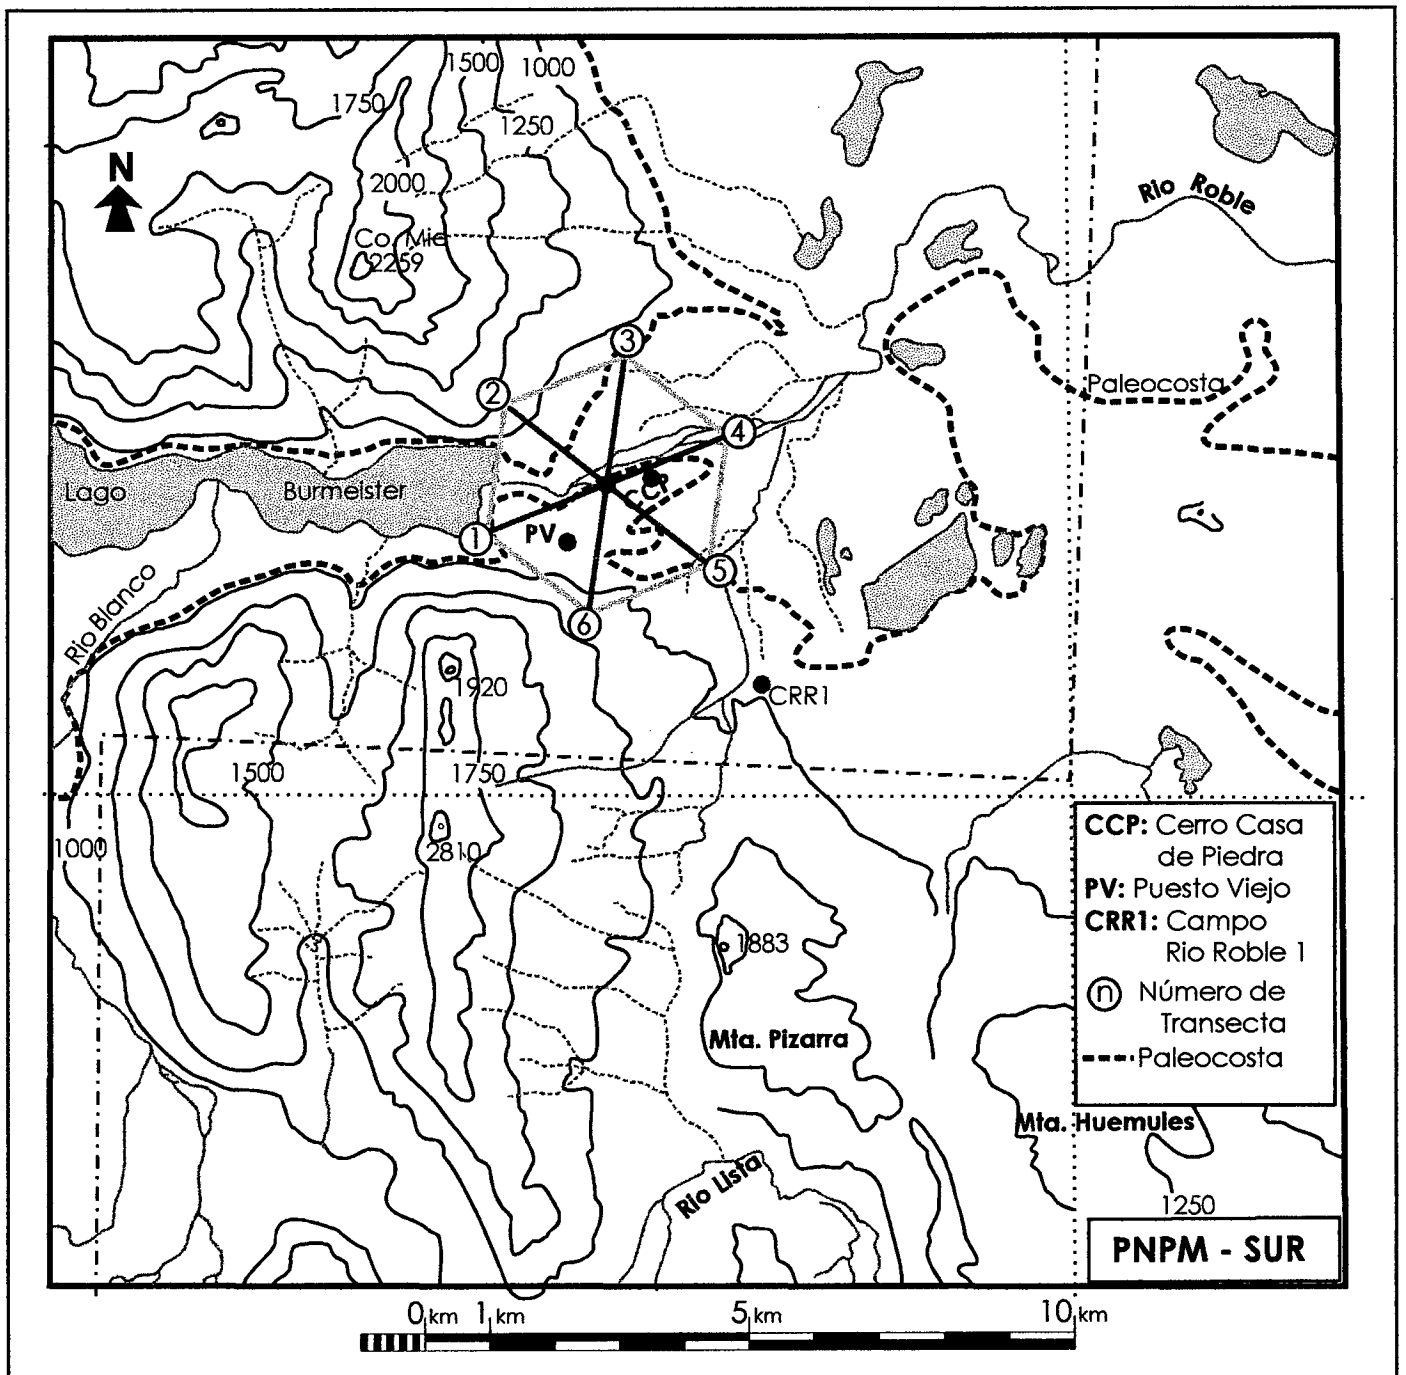 1500 1000
1750
1250
N
2000
Rio Roble
Co. Mie
2259
3
2
Paleocosta
4
Lago Burmeister
CCP
PV
1
5
Rio Blanco
6
1920
CRR1
1500 1750
1000
2810
1883
Mta. Pizarra
CCP: Cerro Casa
de Piedra
PV: Puesto Viejo
CRR1: Campo
Rio Roble 1
n Número de
Transecta
Paleocosta
Mta. Huemules
Rio Lista
1250
PNPM - SUR
0 km 1 km 5 km 10 km